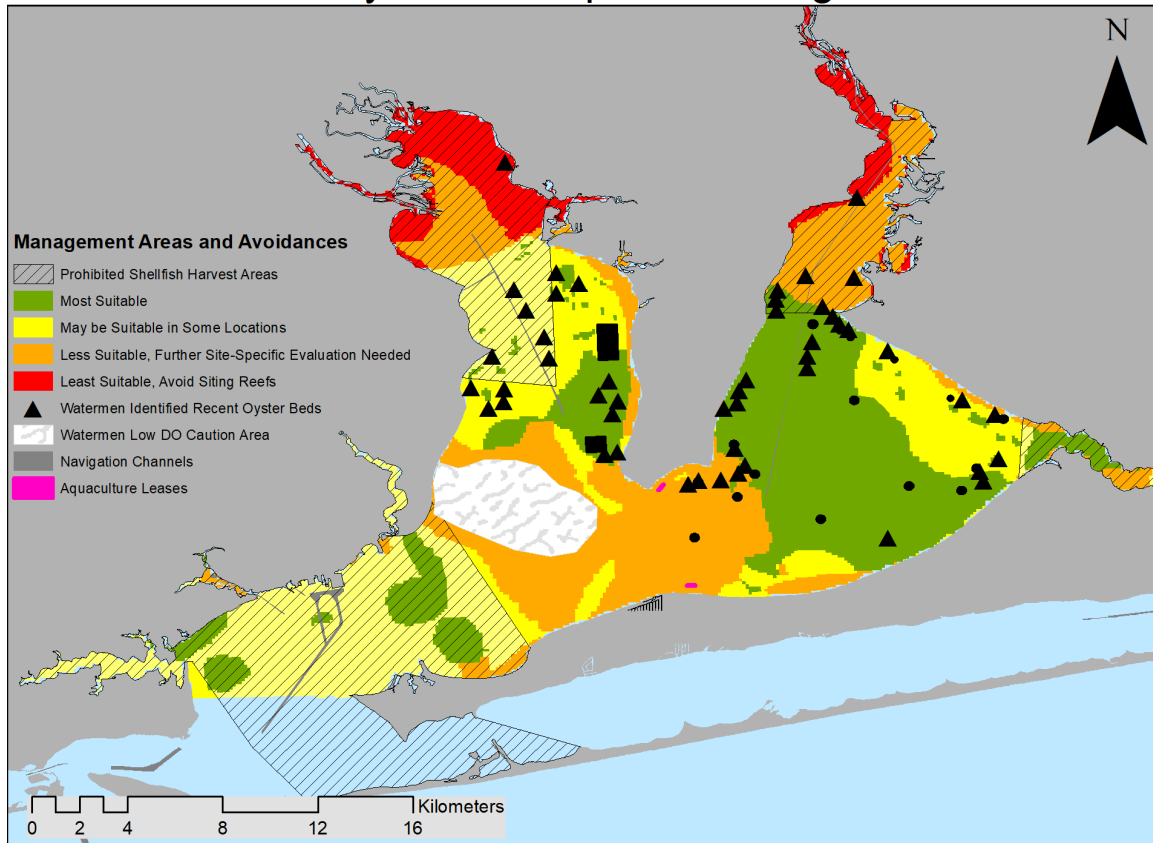 N
Management Areas and Avoidances
Prohibited Shellfish Harvest Areas
Most Suitable
May be Suitable in Some Locations
Less Suitable, Further Site-Specific Evaluation Needed
Least Suitable, Avoid Siting Reefs
Watermen Identified Recent Oyster Beds
Watermen Low DO Caution Area
Navigation Channels
Aquaculture Leases
Kilometers
0 2 4 8 12 16